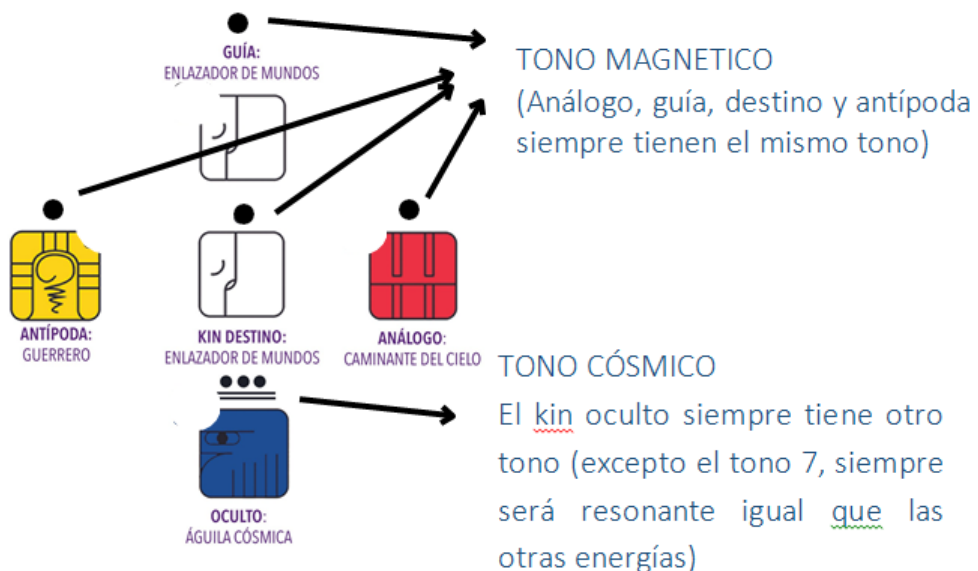 GUÍA:
ENLAZADOR DE MUNDOS
TONO MAGNETICO
(Análogo, guía, destino y antípoda
siempre tienen el mismo tono)
ANTÍPODA:
GUERRERO
KIN DESTINO:
ENLAZADOR DE MUNDOS
ANÁLOGO:
CAMINANTE DEL CIELO
TONO CÓSMICO
El kin oculto siempre tiene otro
tono (excepto el tono 7, siempre
será resonante igual que las
otras energías)
OCULTO:
ÁGUILA CÓSMICA